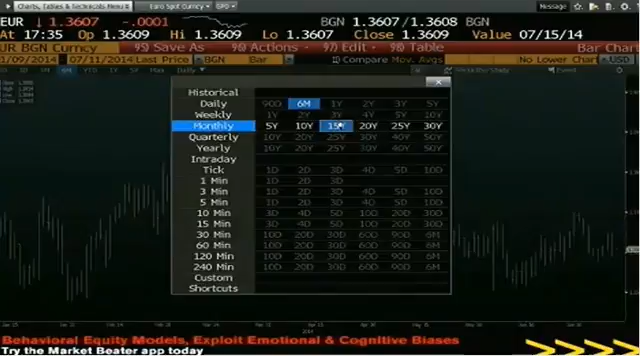 Charts, Tables & Technicals Menu Euro Spot Currncy GPO Message
EUR ↓ 1.3607 -.0001 BGN 1.3607/1.3608 BGN
At 17:35 Op 1.3609 Hi 1.3609 Lo 1.3607 Close 1.3609 Value 07/15/14
UR BGN Curncy 95) Save As 96) Actions 97) Edit 98) Table Bar Chart
1/09/2014 07/11/2014 Last Price BGN Bar Compare Mov. Avgs No Lower Chart USD
Historical
Daily 90D 6M 1Y 2Y 3Y 5Y
Weekly 1Y 2Y 3Y 4Y 5Y 10Y
Monthly 5Y 10Y 15Y 20Y 25Y 30Y
Quarterly 10Y 20Y 25Y 30Y 40Y 50Y
Yearly 10Y 20Y 25Y 30Y 40Y 50Y
Intraday
Tick 1D 2D 3D 4D 5D 10D
1 Min 1D 2D 3D
3 Min 1D 2D 3D 4D 5D 10D
5 Min 1D 2D 3D 4D 5D 10D
10 Min 3D 4D 5D 10D 20D 30D
15 Min 3D 4D 5D 10D 20D 30D
30 Min 10D 20D 30D 60D 90D 6M
60 Min 10D 20D 30D 60D 90D 6M
120 Min 10D 20D 30D 60D 90D 6M
240 Min 10D 20D 30D 60D 90D 6M
Custom
Shortcuts
2014
Behavioral Equity Models, Exploit Emotional & Cognitive Biases
Try the Market Beater app today